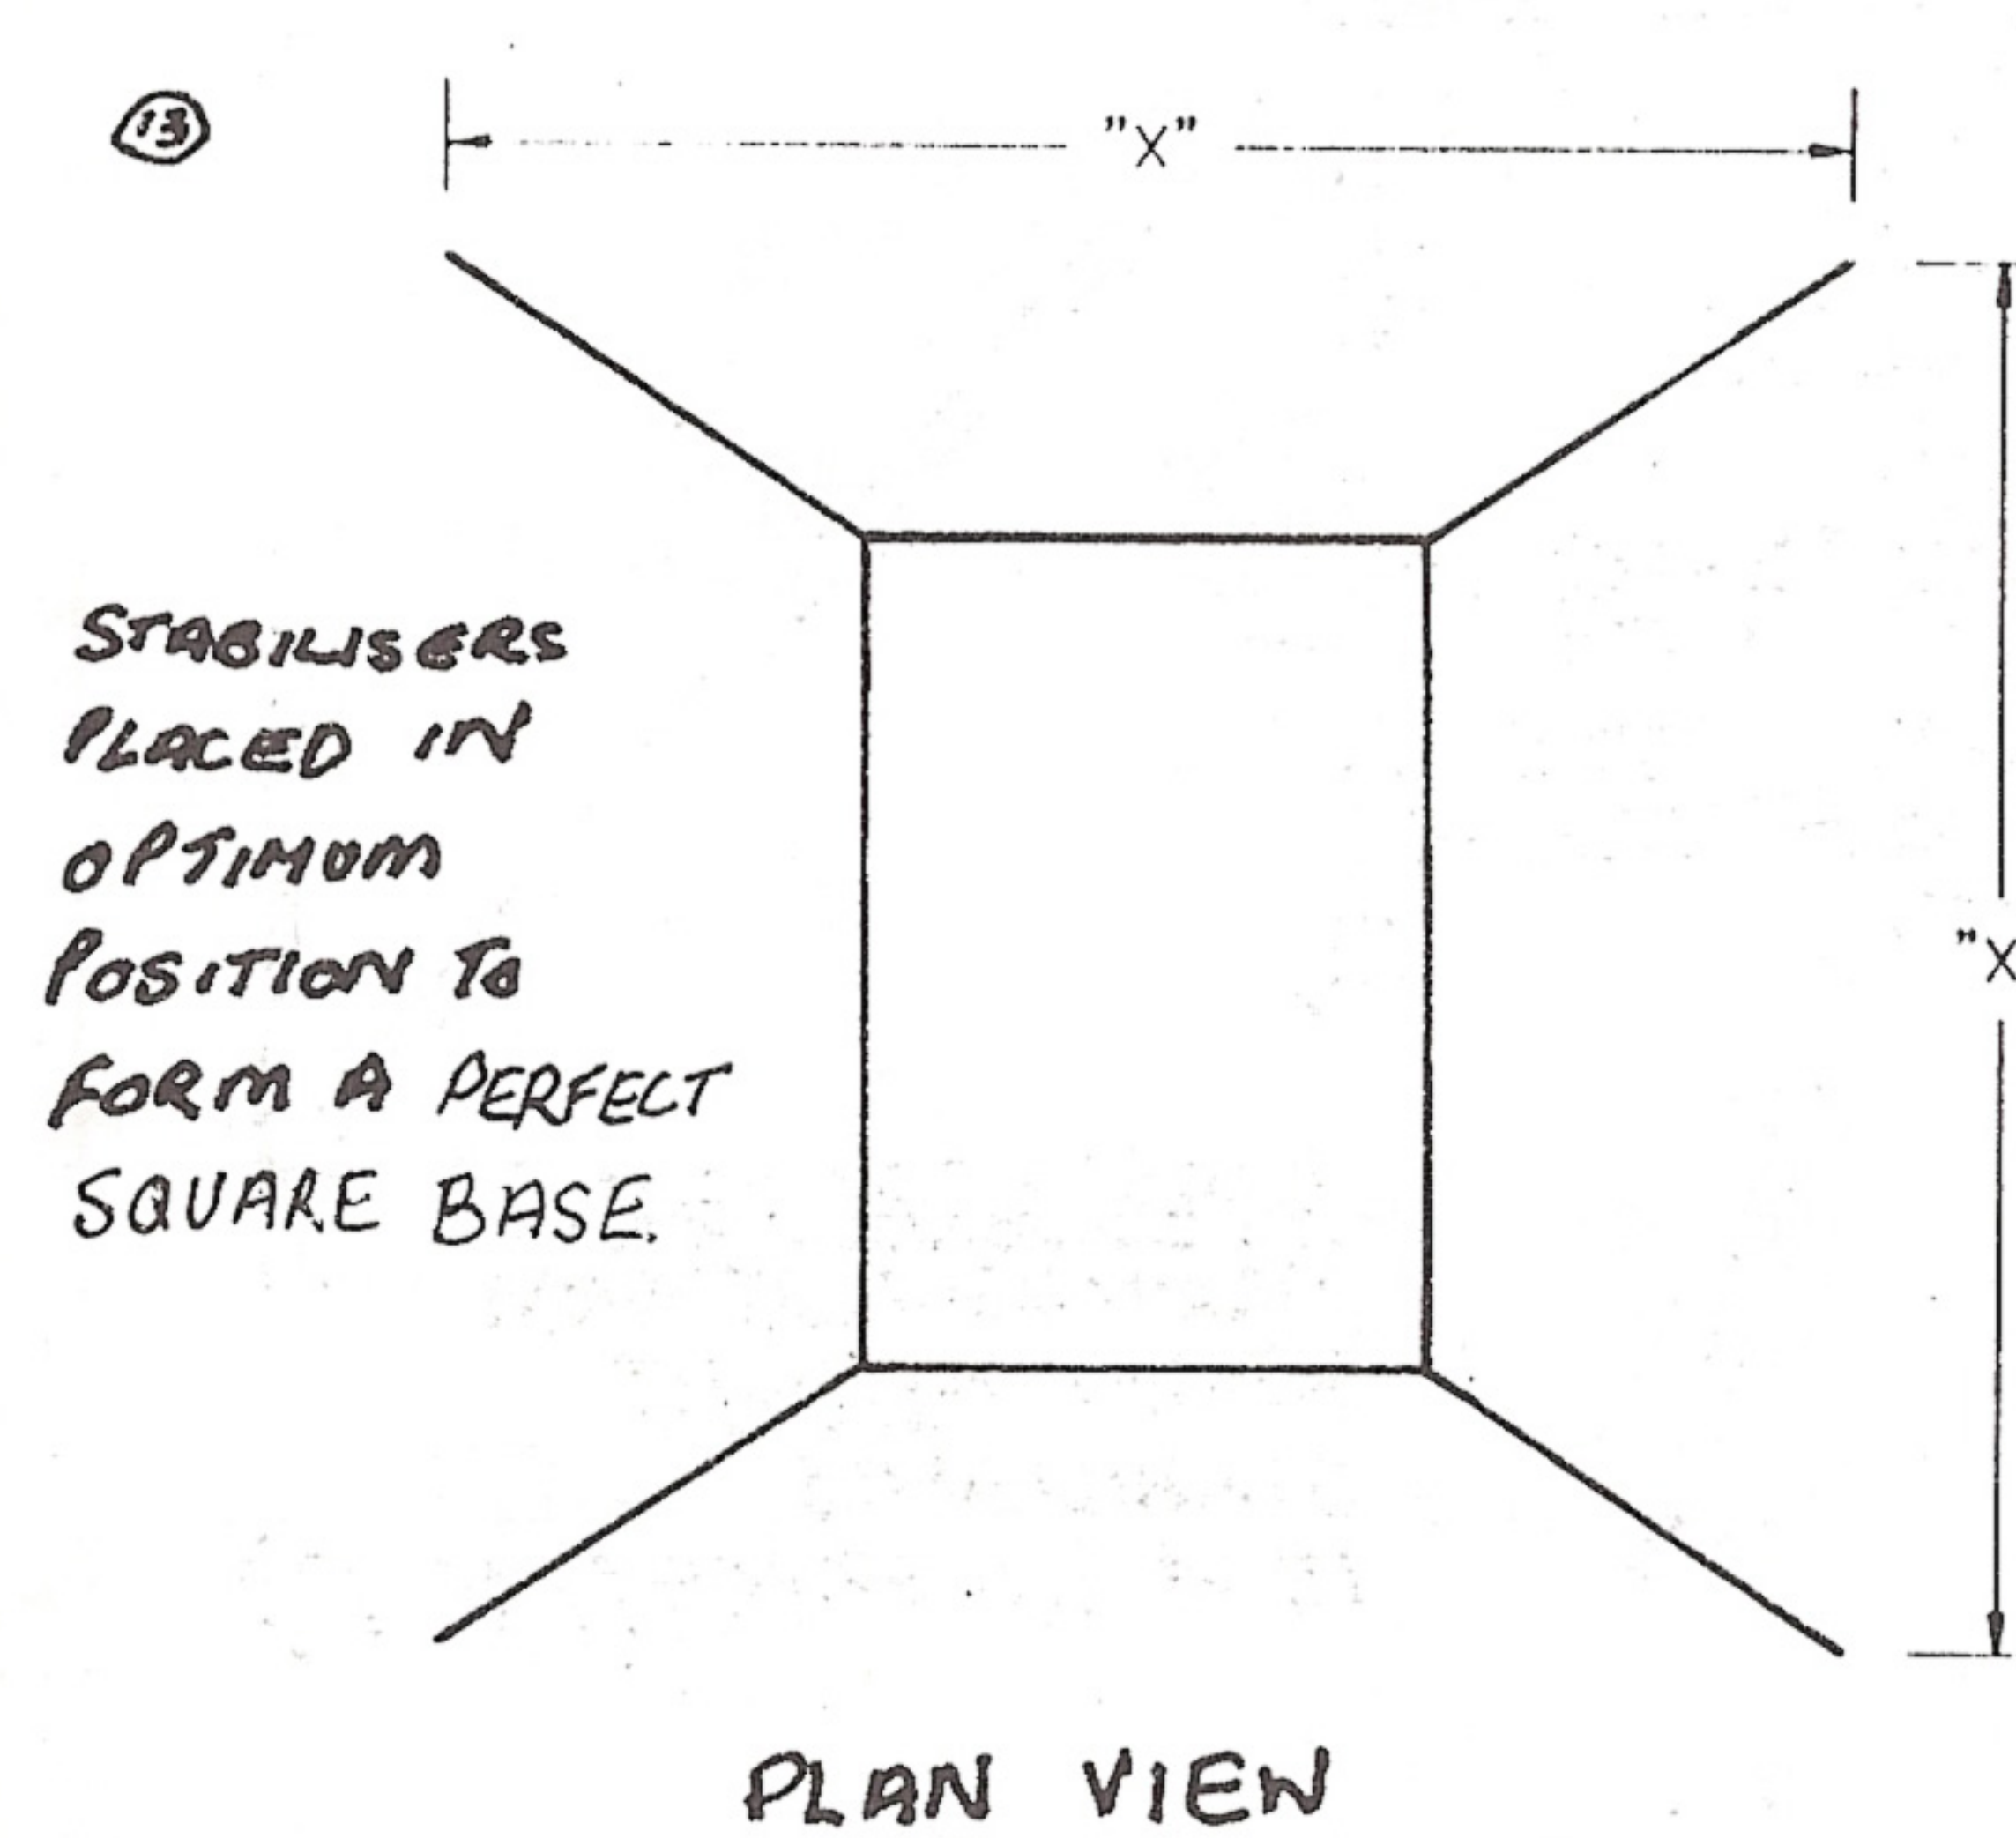 13
"X"
STABILISERS
PLACED IN
OPTIMUM
POSITION TO
FORM A PERFECT
SQUARE BASE.
"X
PLAN VIEW